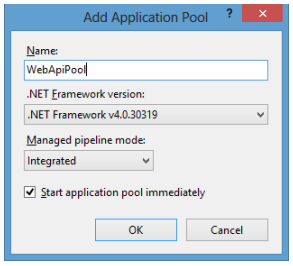 Add Application Pool ? x
Name:
WebApiPool
.NET Framework version:
.NET Framework v4.0.30319
Managed pipeline mode:
Integrated
Start application pool immediately
OK Cancel